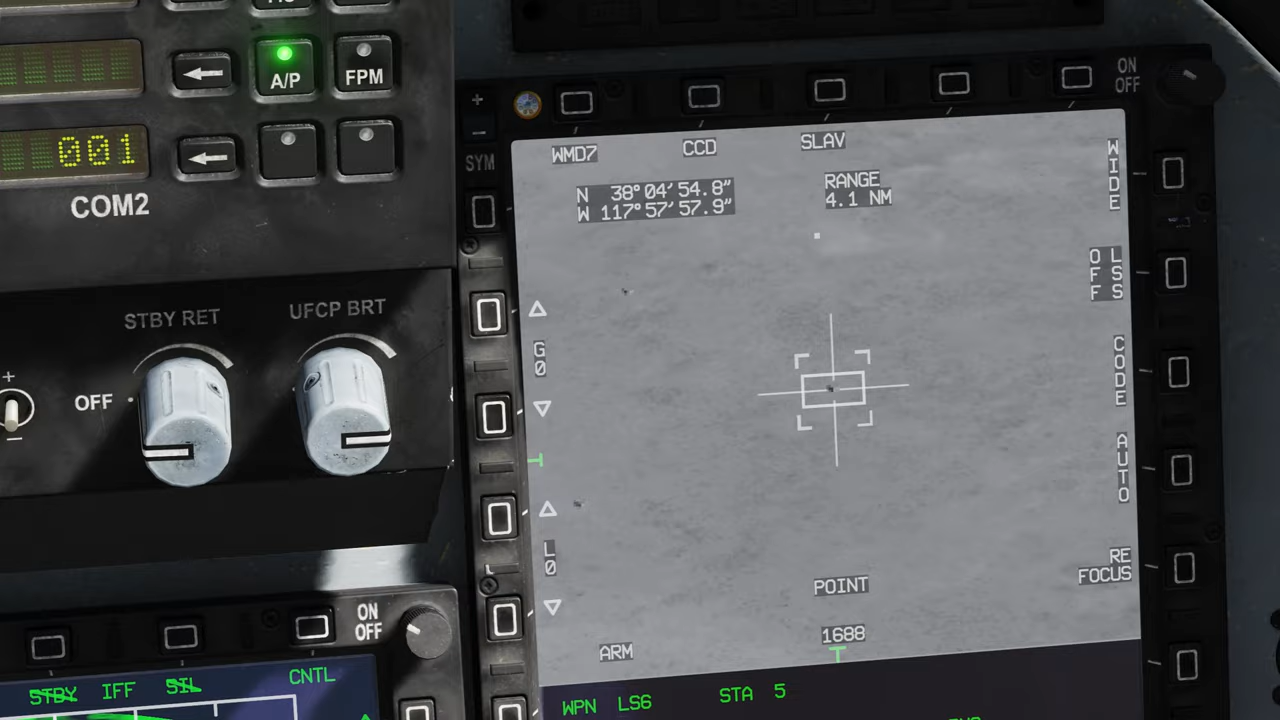 A/P
FPM
001
COM2
STBY RET
UFCP BRT
OFF
+
−
ON
OFF
STBY IFF SIL CNTL
+
−
SYM
ON
OFF
WMD7 CCD SLAV
N 38°04′54.8″
W 117°57′57.9″
RANGE
4.1 NM
WIDE
OFF
LSS
CODE
AUTO
RE
FOCUS
G
0
L
0
POINT
1688
ARM
WPN LS6 STA 5